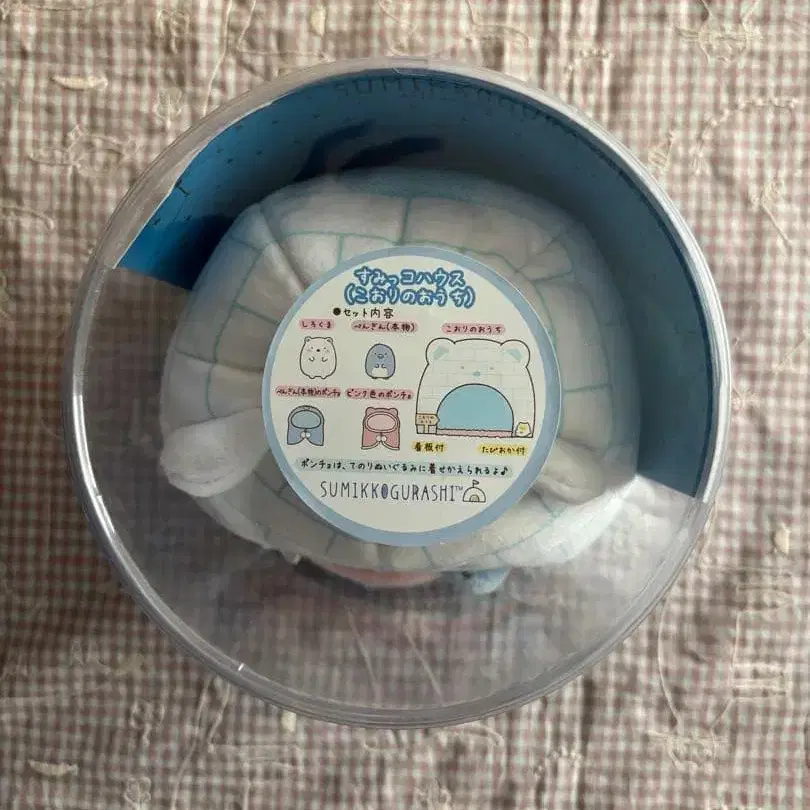 SUMIKKOGURA
すみっコハウス
(こおりのおうち)
●セット内容
しろくま
ぺんぎん(本物)
こおりのおうち
ぺんぎん(本物)のポンチョ
ピンク色のポンチョ
看板付
たぴおか付
ポンチョは、てのりぬいぐるみに着せかえられるよ♪
SUMIKKOGURASHI™